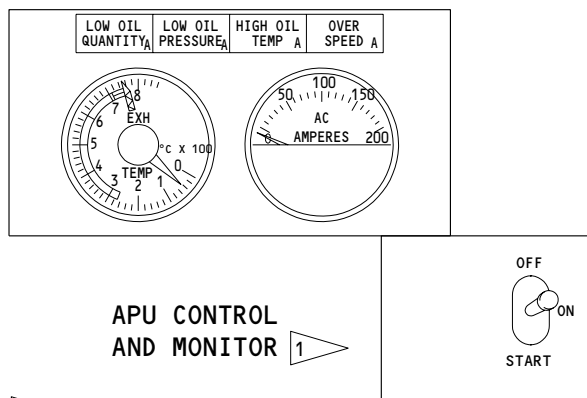 LOW OIL QUANTITY A
LOW OIL PRESSURE A
HIGH OIL TEMP A
OVER SPEED A
8
7
6
5
4
3
2
1
0
EXH
TEMP
°C X 100
0
50
100
150
200
AC
AMPERES
APU CONTROL
AND MONITOR 1
OFF
ON
START